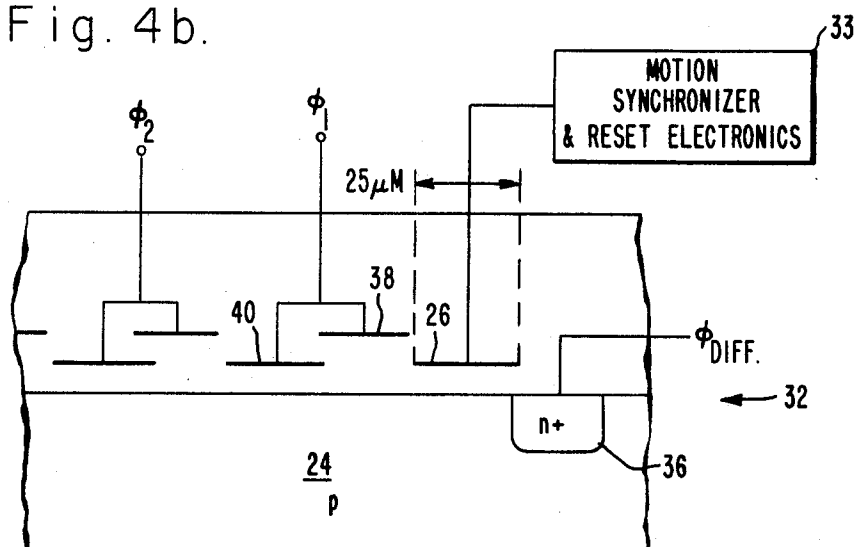 Fig. 4b.
33
MOTION
SYNCHRONIZER
& RESET ELECTRONICS
ϕ2
ϕ1
25μM
38
40
26
ϕDIFF.
32
n+
36
24
p